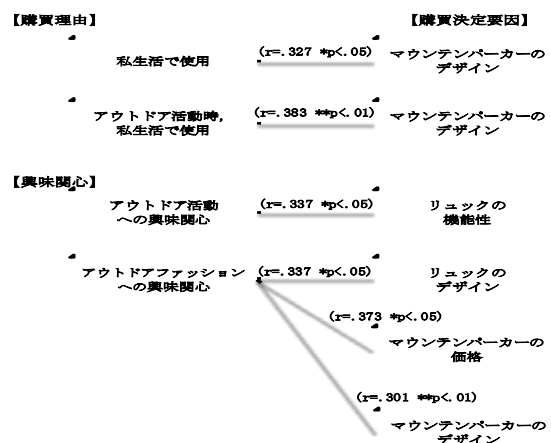 【購買理由】 【購買決定要因】
私生活で使用 (r=.327 *p<.05) マウンテンパーカーの
デザイン
アウトドア活動時,
私生活で使用 (r=.383 **p<.01) マウンテンパーカーの
デザイン
【興味関心】
アウトドア活動
への興味関心 (r=.337 *p<.05) リュックの
機能性
アウトドアファッション
への興味関心 (r=.337 *p<.05) リュックの
デザイン
(r=.373 *p<.05)
マウンテンパーカーの
価格
(r=.301 **p<.01)
マウンテンパーカーの
デザイン